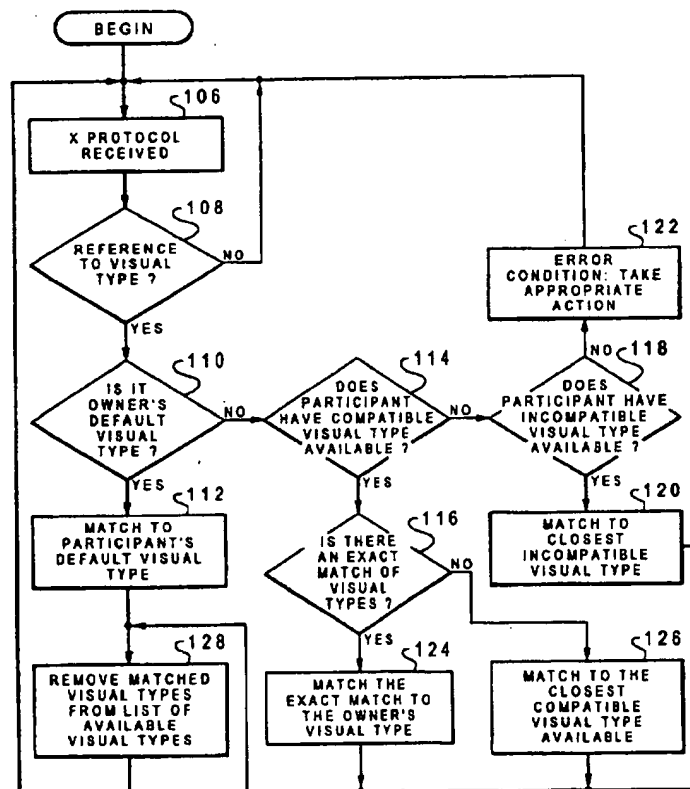 BEGIN
106
X PROTOCOL
RECEIVED
108
REFERENCE
TO VISUAL
TYPE ?
NO
YES
122
ERROR
CONDITION: TAKE
APPROPRIATE
ACTION
110
IS IT
OWNER'S
DEFAULT
VISUAL
TYPE ?
NO
YES
114
DOES
PARTICIPANT
HAVE COMPATIBLE
VISUAL TYPE
AVAILABLE ?
NO
YES
NO
118
DOES
PARTICIPANT HAVE
INCOMPATIBLE
VISUAL TYPE
AVAILABLE ?
YES
112
MATCH TO
PARTICIPANT'S
DEFAULT VISUAL
TYPE
116
IS THERE
AN EXACT
MATCH OF
VISUAL
TYPES ?
NO
YES
120
MATCH TO
CLOSEST
INCOMPATIBLE
VISUAL TYPE
128
REMOVE MATCHED
VISUAL TYPES
FROM LIST OF
AVAILABLE
VISUAL TYPES
124
MATCH THE
EXACT MATCH TO
THE OWNER'S
VISUAL TYPE
126
MATCH TO THE
CLOSEST
COMPATIBLE
VISUAL TYPE
AVAILABLE